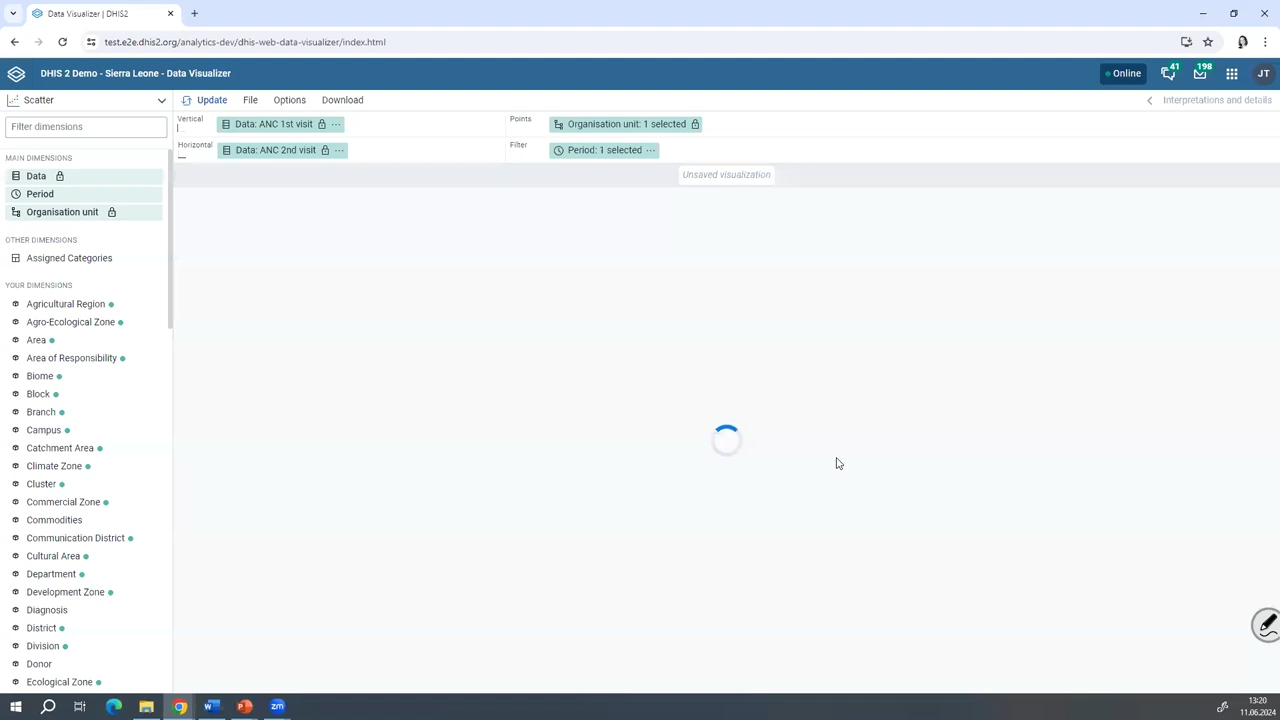 Data Visualizer | DHIS2
test.e2e.dhis2.org/analytics-dev/dhis-web-data-visualizer/index.html
DHIS 2 Demo - Sierra Leone - Data Visualizer
Online
41
198
JT
Scatter
Update
File
Options
Download
Interpretations and details
Filter dimensions
Vertical
Data: ANC 1st visit
Points
Organisation unit: 1 selected
Horizontal
Data: ANC 2nd visit
Filter
Period: 1 selected
Unsaved visualization
MAIN DIMENSIONS
Data
Period
Organisation unit
OTHER DIMENSIONS
Assigned Categories
YOUR DIMENSIONS
Agricultural Region
Agro-Ecological Zone
Area
Area of Responsibility
Biome
Block
Branch
Campus
Catchment Area
Climate Zone
Cluster
Commercial Zone
Commodities
Communication District
Cultural Area
Department
Development Zone
Diagnosis
District
Division
Donor
Ecological Zone
zm
13:20
11.06.2024